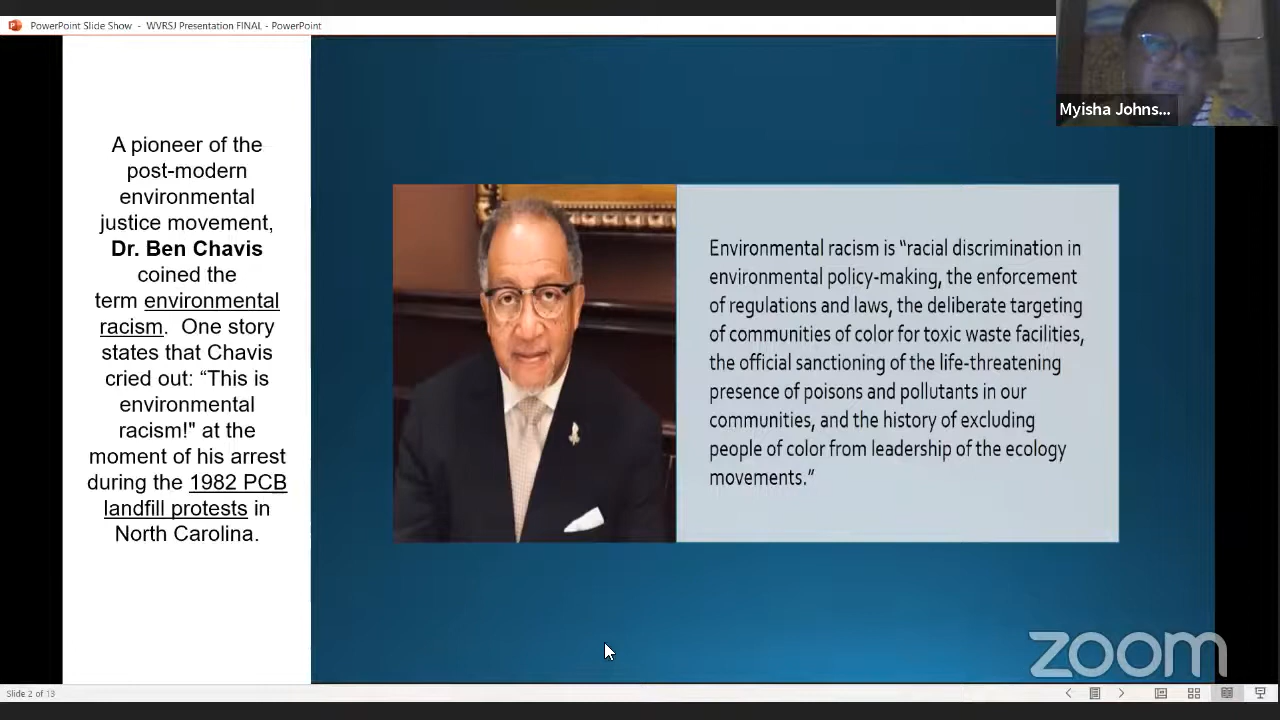 PowerPoint Slide Show - WVRSJ Presentation FINAL - PowerPoint
Myisha Johns...
A pioneer of the
post-modern
environmental
justice movement,
Dr. Ben Chavis
coined the
term environmental
racism. One story
states that Chavis
cried out: “This is
environmental
racism!" at the
moment of his arrest
during the 1982 PCB
landfill protests in
North Carolina.
Environmental racism is “racial discrimination in
environmental policy-making, the enforcement
of regulations and laws, the deliberate targeting
of communities of color for toxic waste facilities,
the official sanctioning of the life-threatening
presence of poisons and pollutants in our
communities, and the history of excluding
people of color from leadership of the ecology
movements.”
zoom
Slide 2 of 13